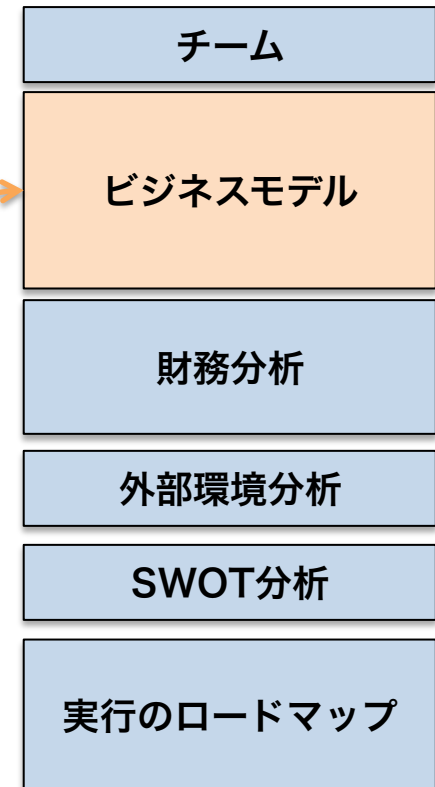 チーム
ビジネスモデル
財務分析
外部環境分析
SWOT分析
実行のロードマップ